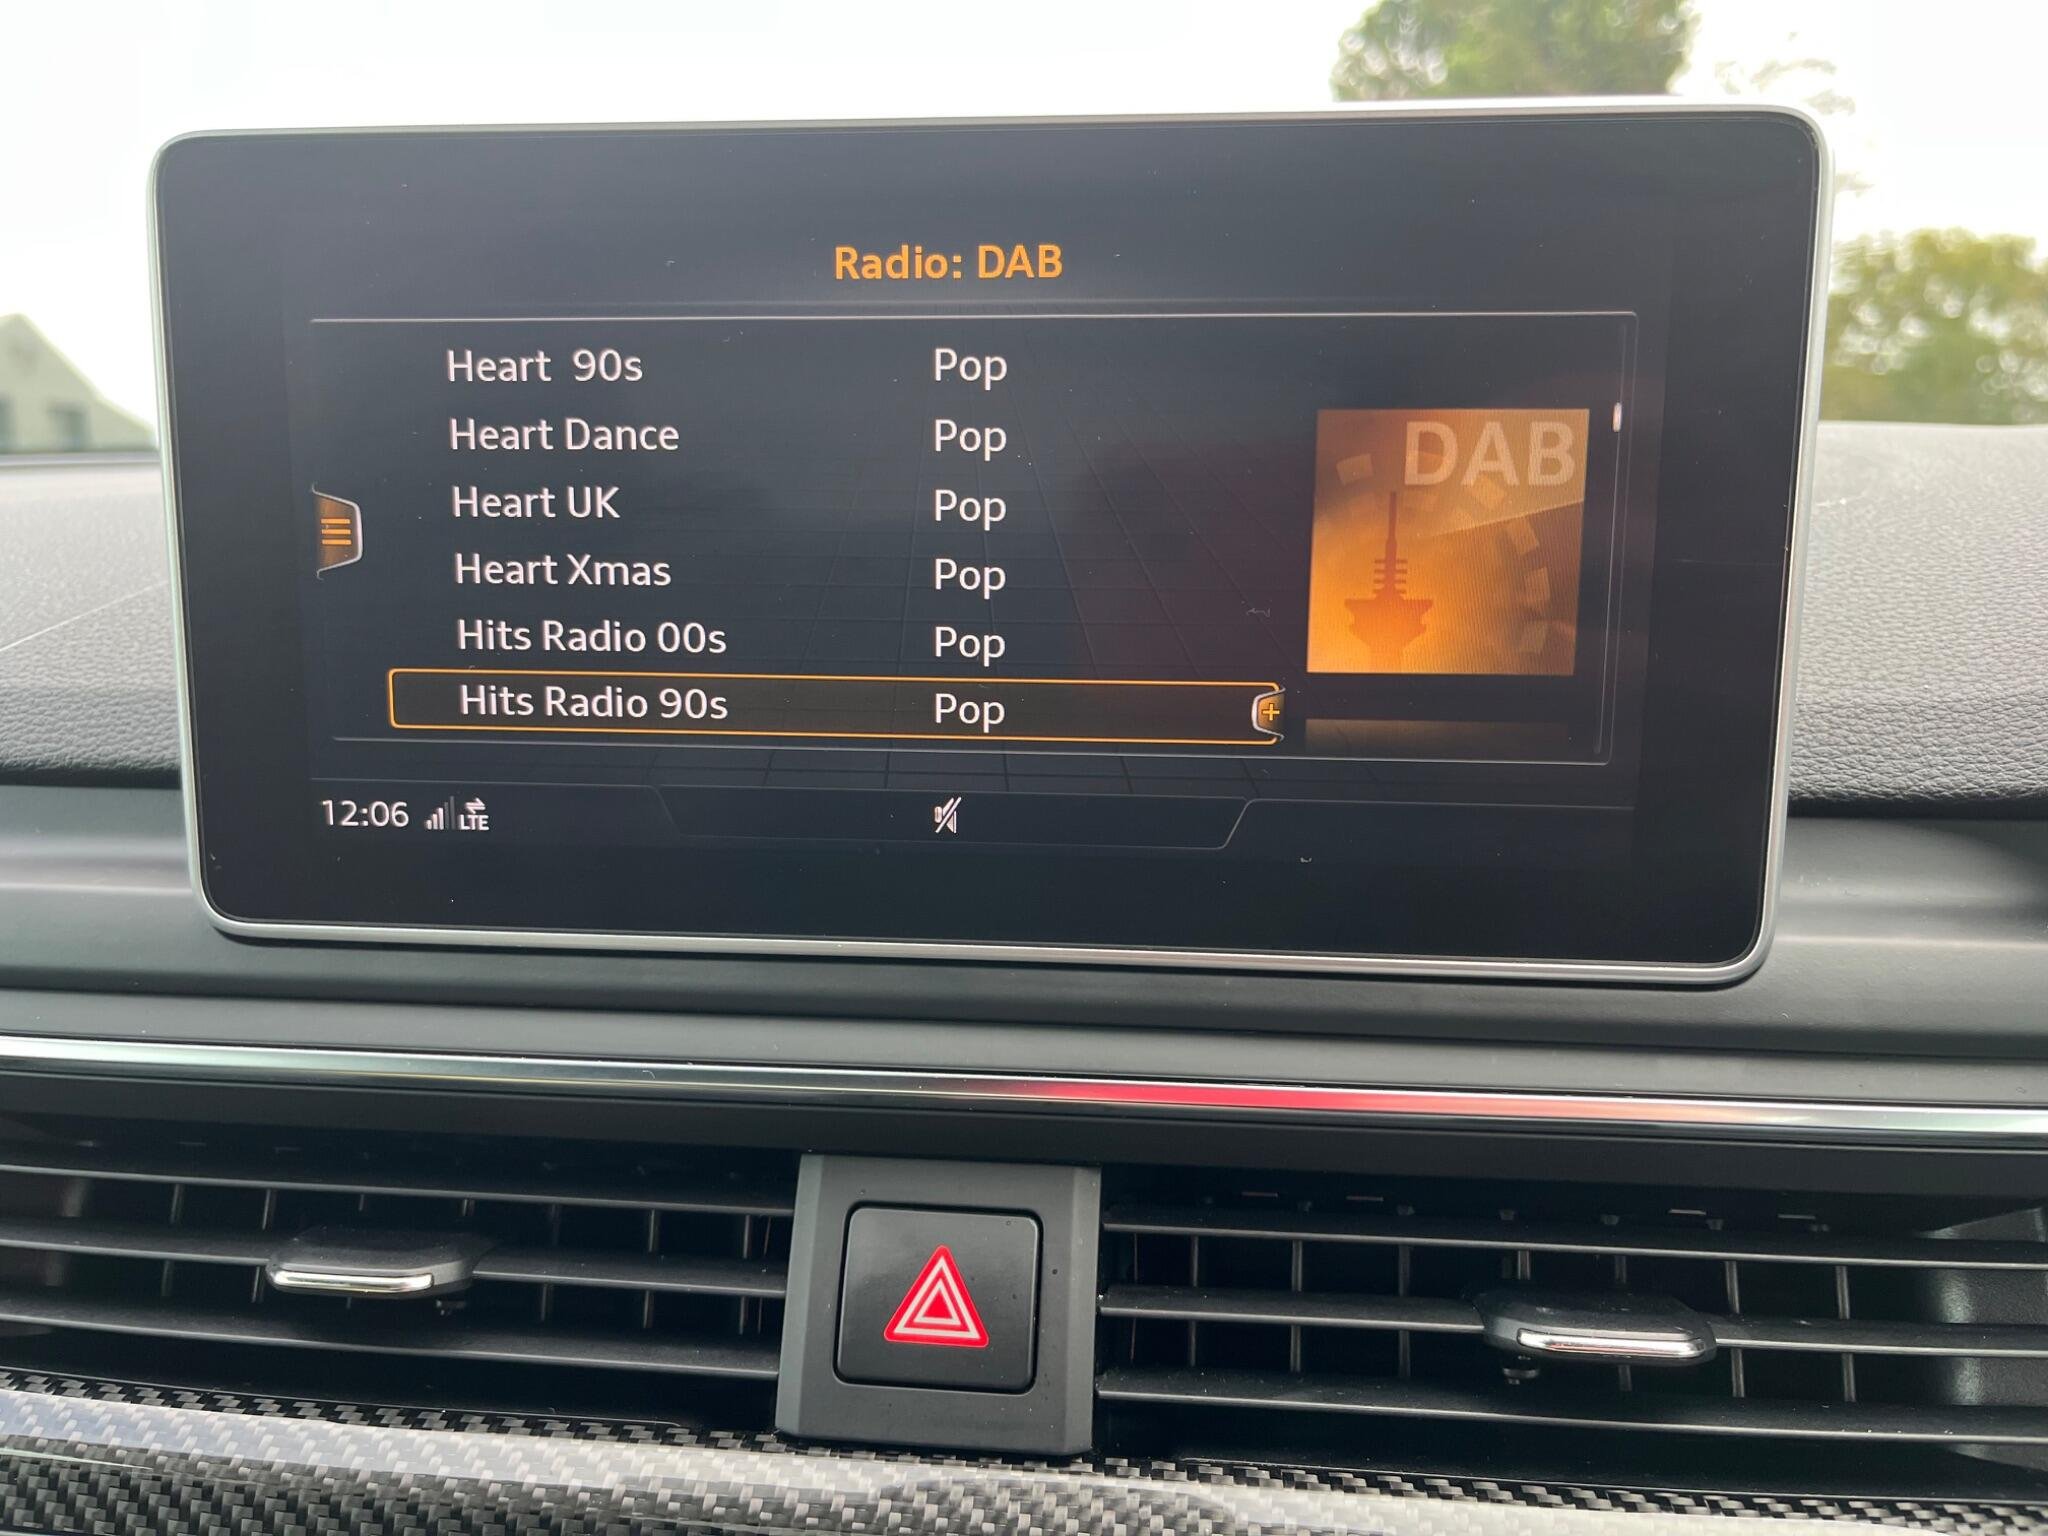 Radio: DAB
Heart  90s Pop
Heart Dance Pop
Heart UK Pop
Heart Xmas Pop
Hits Radio 00s Pop
Hits Radio 90s Pop
DAB
12:06 LTE